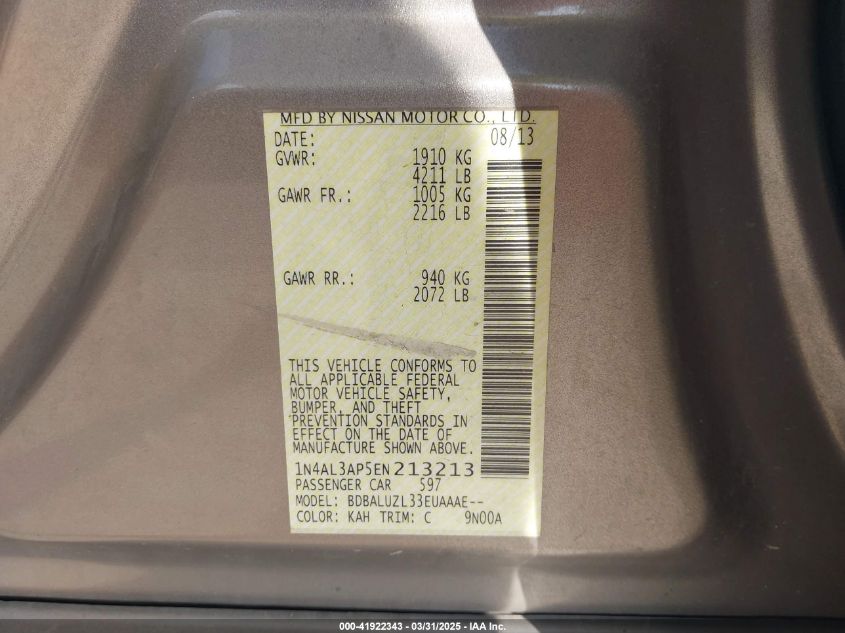 MFD BY NISSAN MOTOR CO., LTD.
DATE: 08/13
GVWR: 1910 KG
4211 LB
GAWR FR.: 1005 KG
2216 LB
GAWR RR.: 940 KG
2072 LB
THIS VEHICLE CONFORMS TO
ALL APPLICABLE FEDERAL
MOTOR VEHICLE SAFETY,
BUMPER, AND THEFT
PREVENTION STANDARDS IN
EFFECT ON THE DATE OF
MANUFACTURE SHOWN ABOVE.
1N4AL3AP5EN213213
PASSENGER CAR 597
MODEL: BDBALUZL33EUAAAE--
COLOR: KAH TRIM: C 9N00A
000-41922343 - 03/31/2025 - IAA Inc.